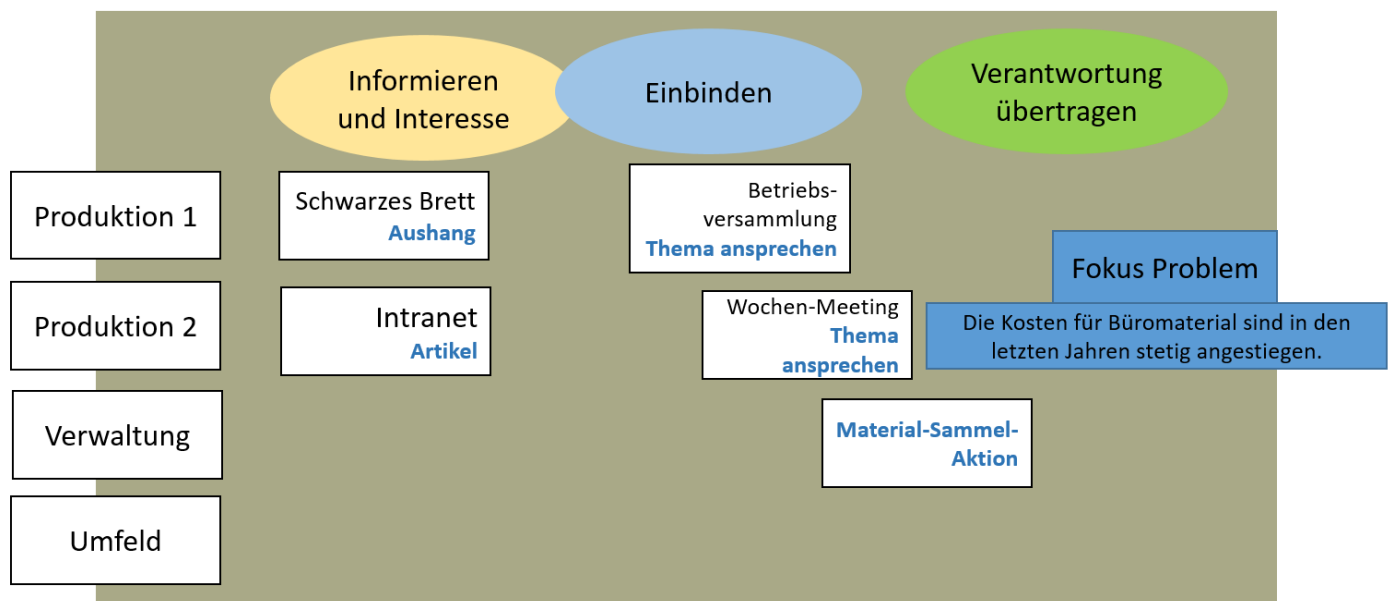 Informieren
und Interesse
Einbinden
Verantwortung
übertragen
Produktion 1
Schwarzes Brett
Aushang
Betriebs-
versammlung
Thema ansprechen
Fokus Problem
Die Kosten für Büromaterial sind in den
letzten Jahren stetig angestiegen.
Produktion 2
Intranet
Artikel
Wochen-Meeting
Thema
ansprechen
Verwaltung
Material-Sammel-
Aktion
Umfeld